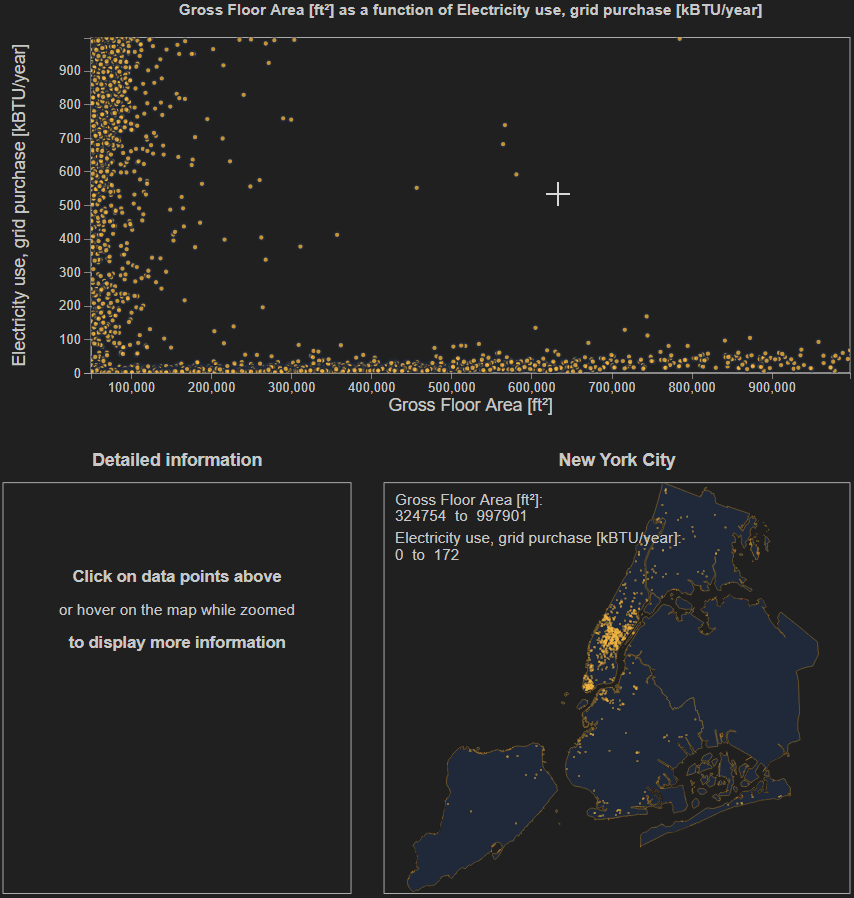 Gross Floor Area [ft²] as a function of Electricity use, grid purchase [kBTU/year]
Electricity use, grid purchase [kBTU/year]
900
800
700
600
500
400
300
200
100
0
100,000 200,000 300,000 400,000 500,000 600,000 700,000 800,000 900,000
Gross Floor Area [ft²]
Detailed information
Click on data points above
or hover on the map while zoomed
to display more information
New York City
Gross Floor Area [ft²]:
324754 to 997901
Electricity use, grid purchase [kBTU/year]:
0 to 172